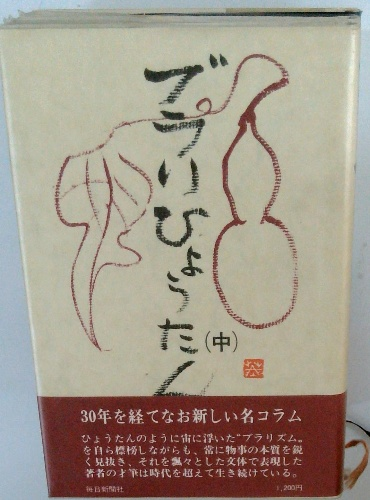 ブラリひょうたん
(中)
30年を経てなお新しい名コラム
ひょうたんのように宙に浮いた“ブラリズム〟
を自ら標榜しながらも、常に物事の本質を鋭
く見抜き、それを飄々とした文体で表現した
著者の才筆は時代を超えて生き続けている。
毎日新聞社
1,200円